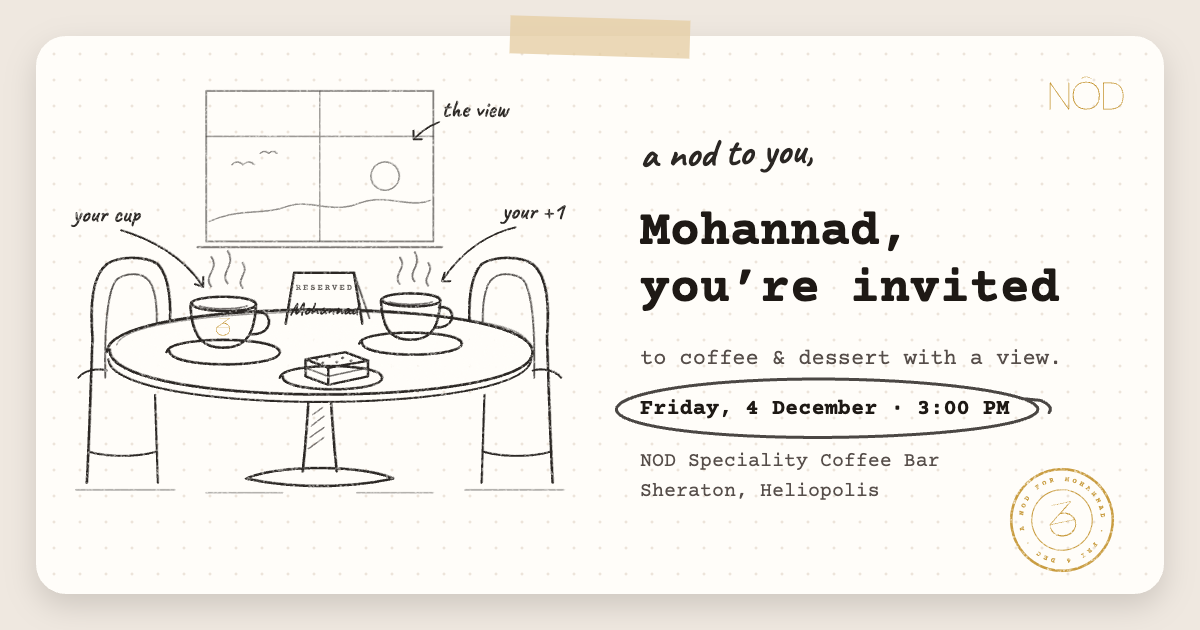 the view
your cup
your +1
RESERVED
Mohannad
NOD
a nod to you,
Mohannad,
you’re invited
to coffee & dessert with a view.
Friday, 4 December · 3:00 PM
NOD Speciality Coffee Bar
Sheraton, Heliopolis
A NOD FOR MOHANNAD · FRI 4 DEC ·